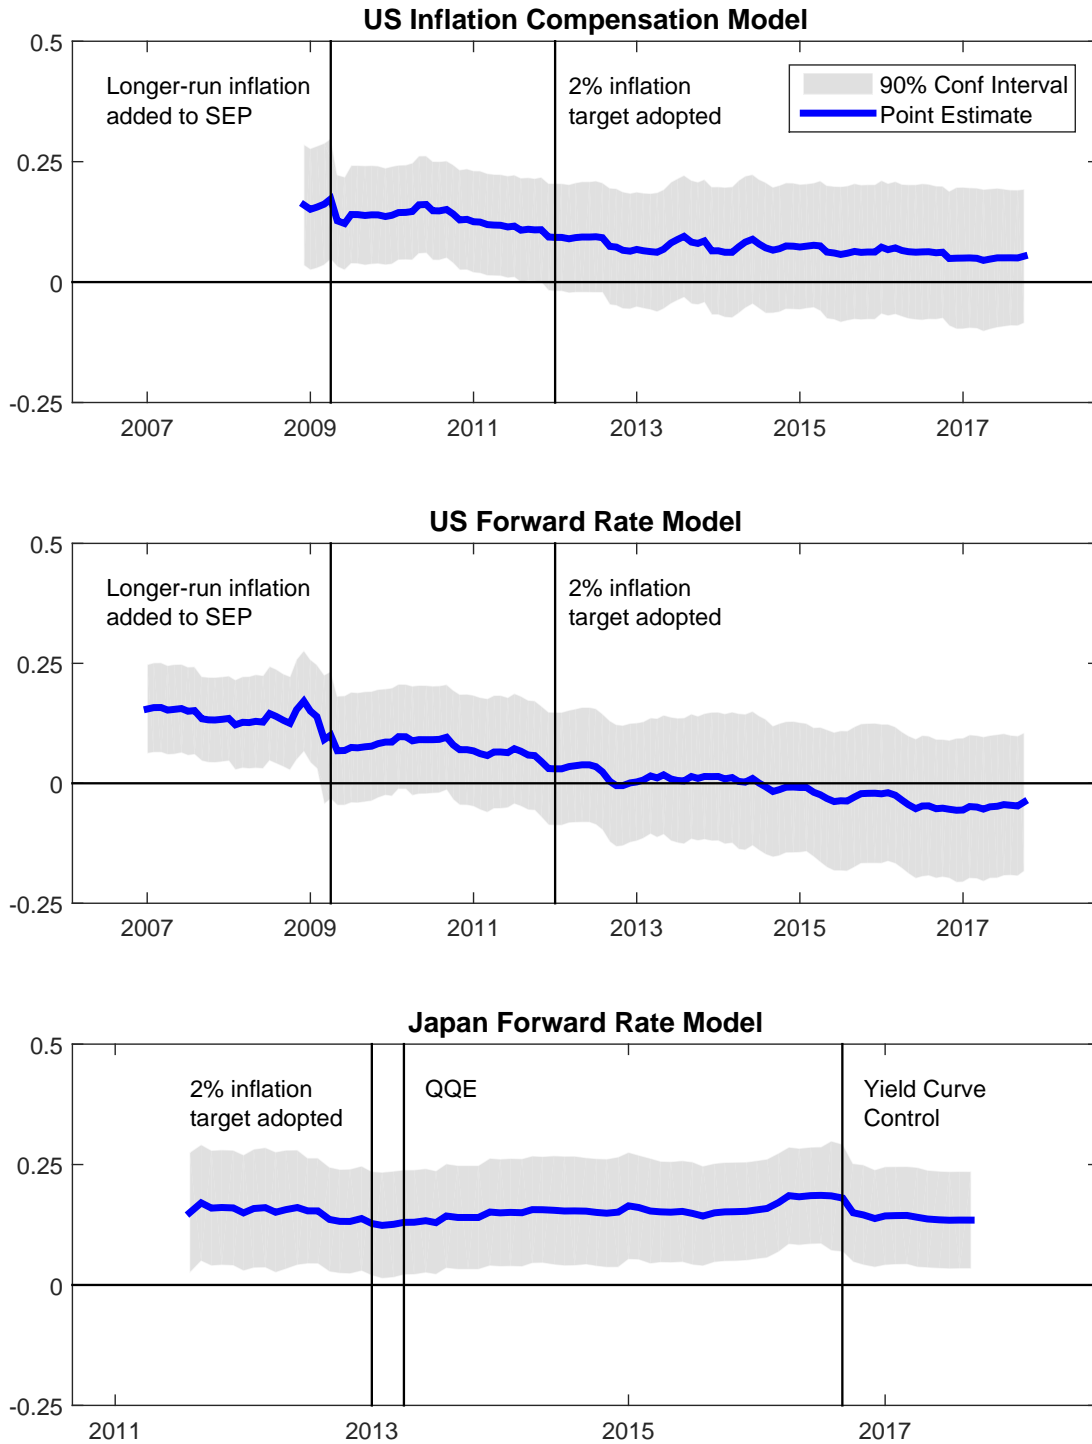 US Inflation Compensation Model
0.5
Longer-run inflation
added to SEP
2% inflation
target adopted
90% Conf Interval
Point Estimate
0.25
0
-0.25
2007 2009 2011 2013 2015 2017
US Forward Rate Model
0.5
Longer-run inflation
added to SEP
2% inflation
target adopted
0.25
0
-0.25
2007 2009 2011 2013 2015 2017
Japan Forward Rate Model
0.5
2% inflation
target adopted
QQE
Yield Curve
Control
0.25
0
-0.25
2011 2013 2015 2017